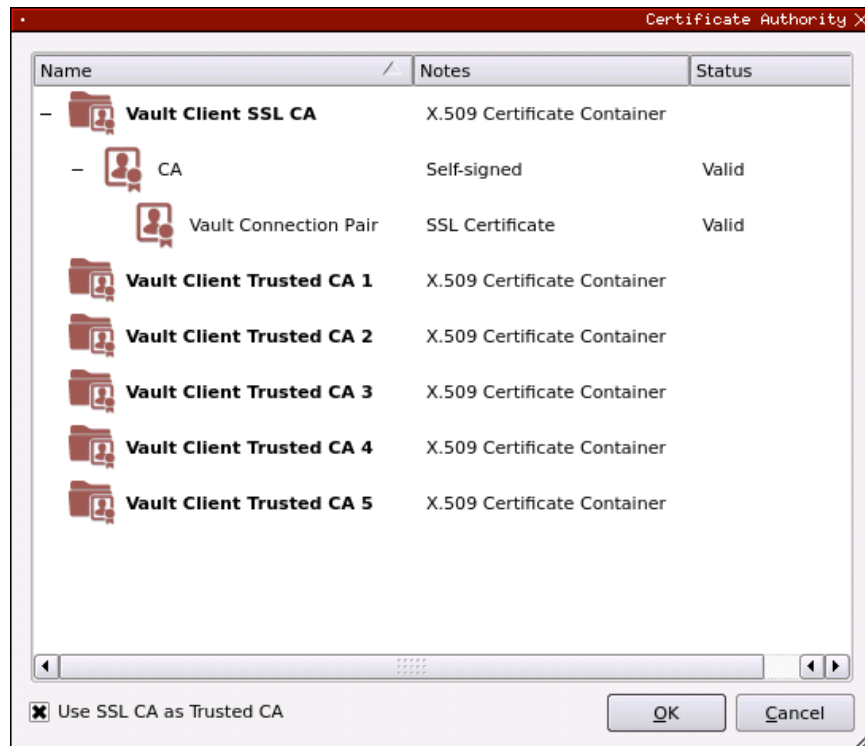 Certificate Authority
Name Notes Status
Vault Client SSL CA X.509 Certificate Container
CA Self-signed Valid
Vault Connection Pair SSL Certificate Valid
Vault Client Trusted CA 1 X.509 Certificate Container
Vault Client Trusted CA 2 X.509 Certificate Container
Vault Client Trusted CA 3 X.509 Certificate Container
Vault Client Trusted CA 4 X.509 Certificate Container
Vault Client Trusted CA 5 X.509 Certificate Container
Use SSL CA as Trusted CA OK Cancel